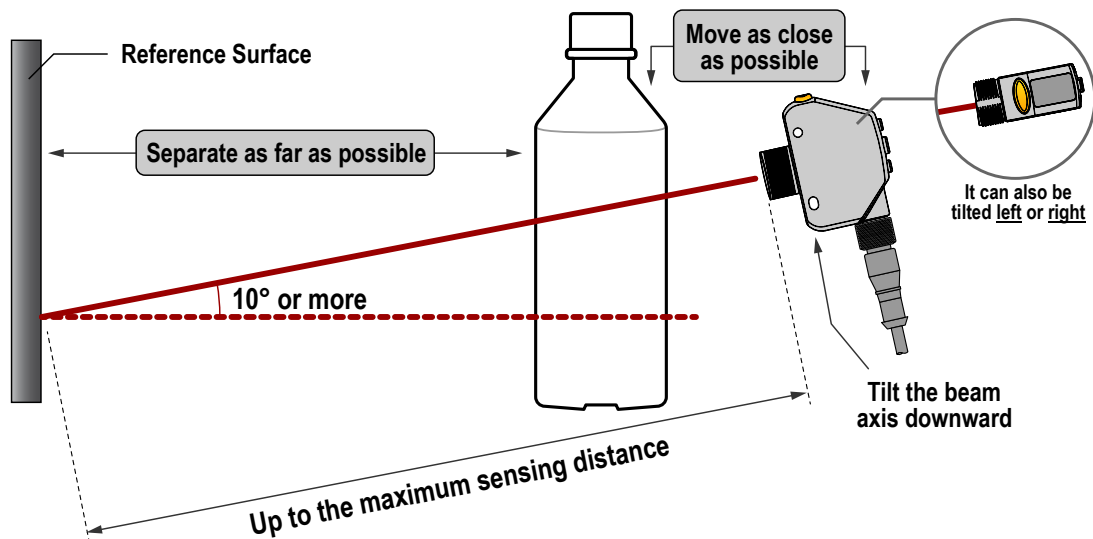 Reference Surface
Move as close
as possible
Separate as far as possible
It can also be
tilted left or right
10° or more
Tilt the beam
axis downward
Up to the maximum sensing distance